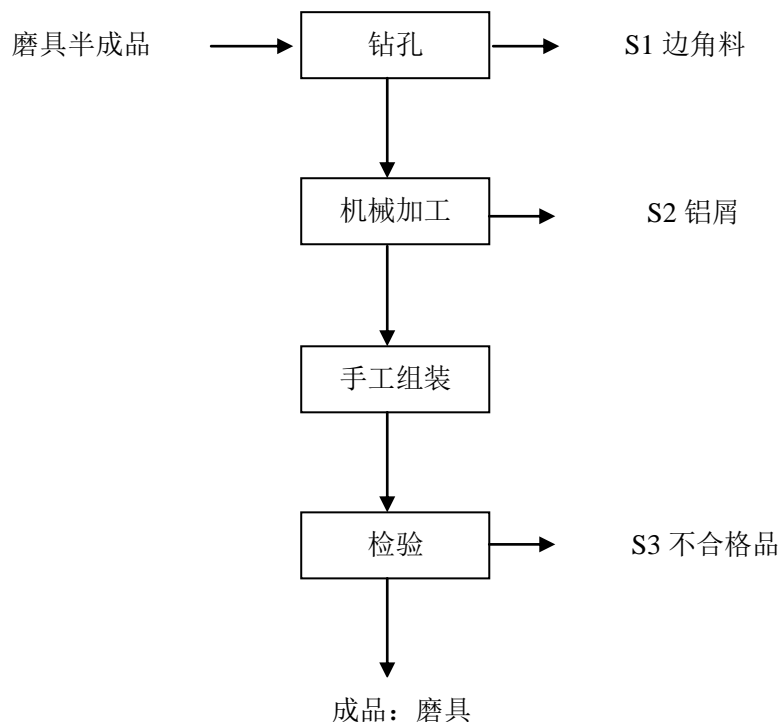 磨具半成品
钻孔
S1 边角料
机械加工
S2 铝屑
手工组装
检验
S3 不合格品
成品：磨具